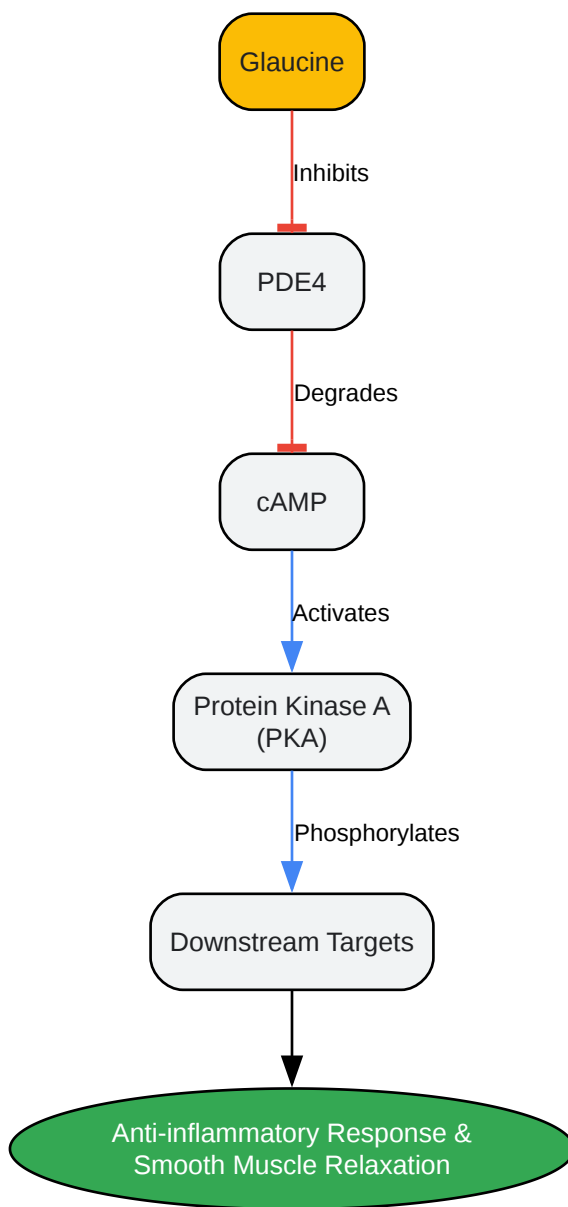 Glaucine
Inhibits
PDE4
Degrades
cAMP
Activates
Protein Kinase A
(PKA)
Phosphorylates
Downstream Targets
Anti-inflammatory Response &
Smooth Muscle Relaxation